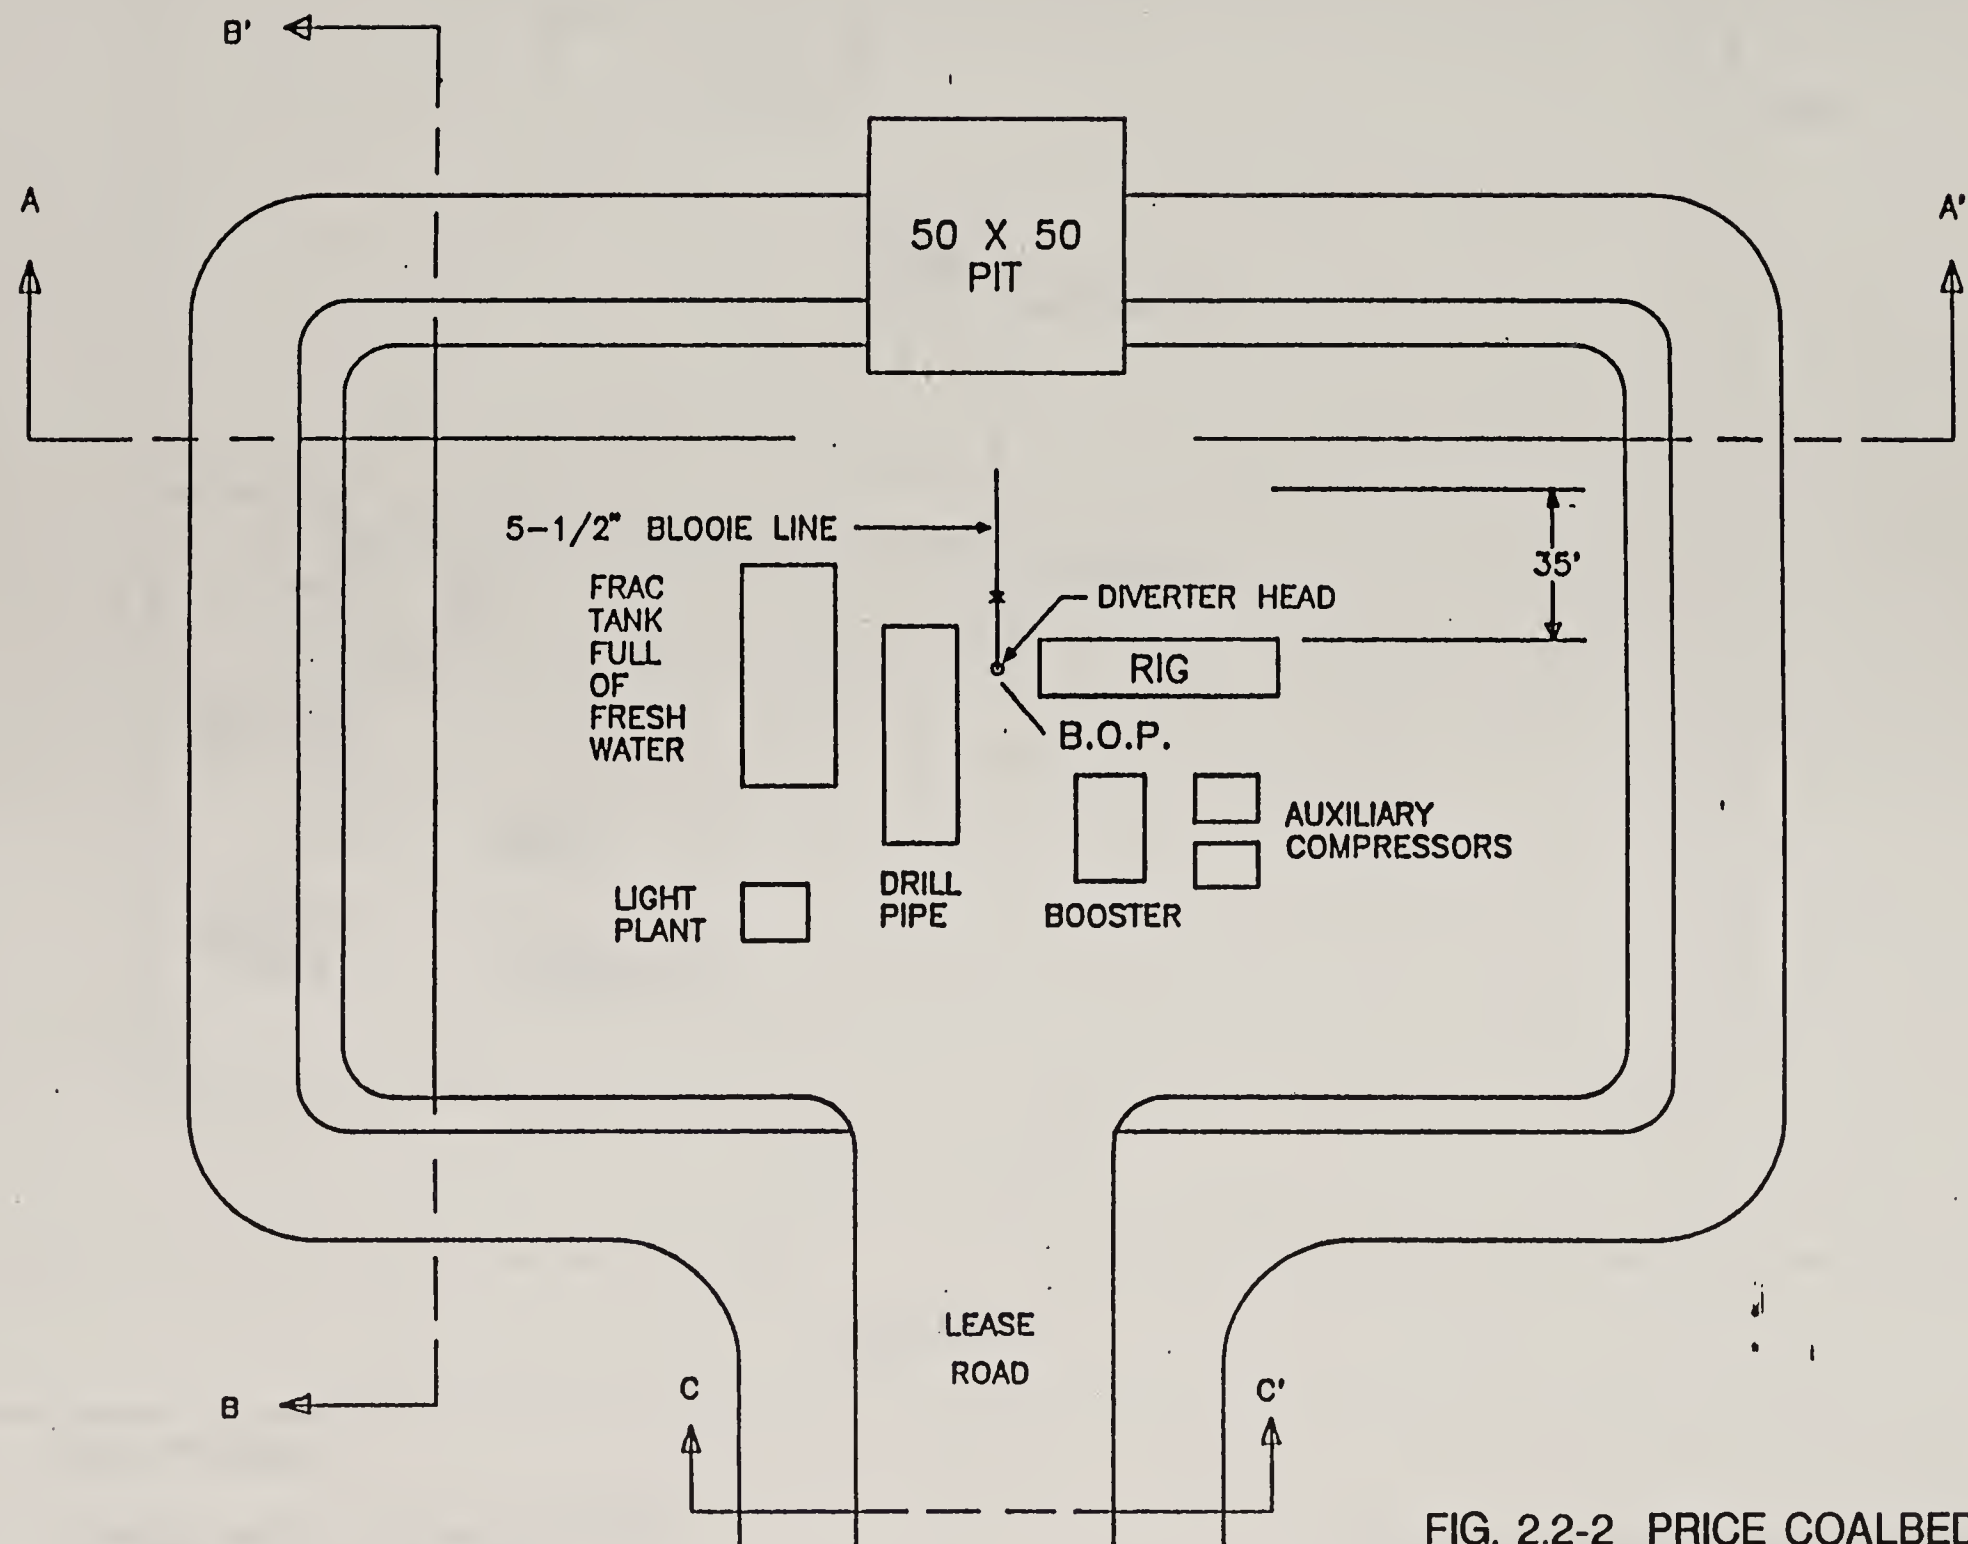 B'
A
A'
50 X 50
PIT
5-1/2" BLOOIE LINE
35'
FRAC
TANK
FULL
OF
FRESH
WATER
DIVERTER HEAD
RIG
B.O.P.
AUXILIARY
COMPRESSORS
DRILL
PIPE
BOOSTER
LIGHT
PLANT
LEASE
ROAD
B
C
C'
FIG. 2.2-2 PRICE COALBED